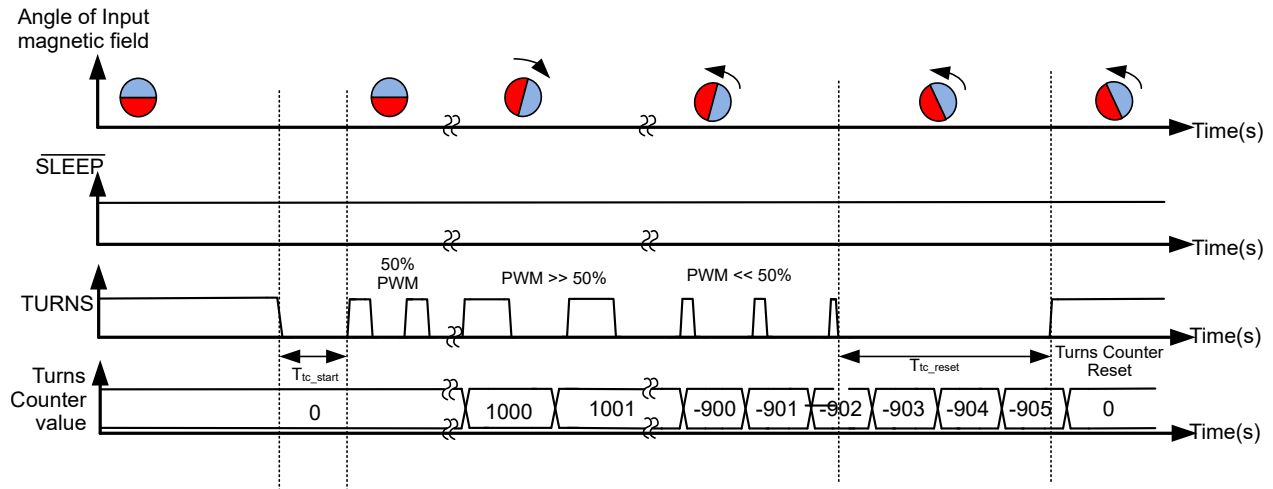 Angle of Input
magnetic field
Time(s)
SLEEP
Time(s)
50%
PWM
PWM >> 50%
PWM << 50%
TURNS
Time(s)
Ttc_start
Ttc_reset
Turns Counter
Reset
Turns
Counter
value
0
1000
1001
-900
-901
-902
-903
-904
-905
0
Time(s)